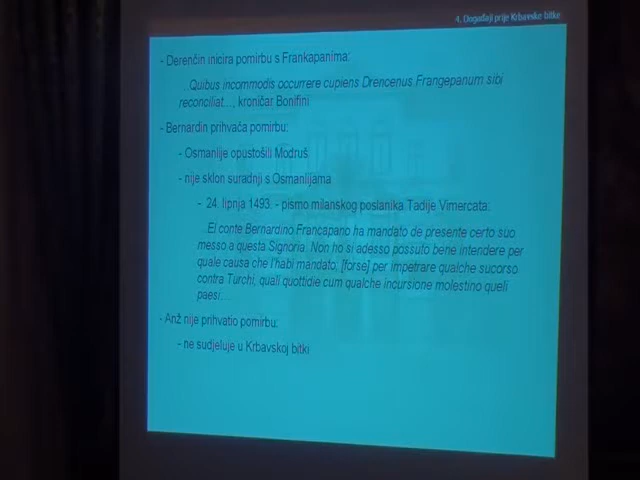 4. Događaji prije Krbavske bitke
- Derenčin inicira pomirbu s Frankapanima:
...Quibus incommodis occurrere cupiens Drencenus Frangepanum sibi
reconciliat..., kroničar Bonifini
- Bernardin prihvaća pomirbu:
- Osmanlije opustošili Modruš
- nije sklon suradnji s Osmanlijama
- 24. lipnja 1493. - pismo milanskog poslanika Tadije Vimercata:
...El conte Bernardino Francapano ha mandato de presente certo suo
messo a questa Signoria. Non ho si adesso possuto bene intendere per
quale causa che l'habi mandato; [forse] per impetrare qualche sucorso
contra Turchi, quali quottidie cum qualche incursione molestino queli
paesi...
- Anž nije prihvatio pomirbu:
- ne sudjeluje u Krbavskoj bitki